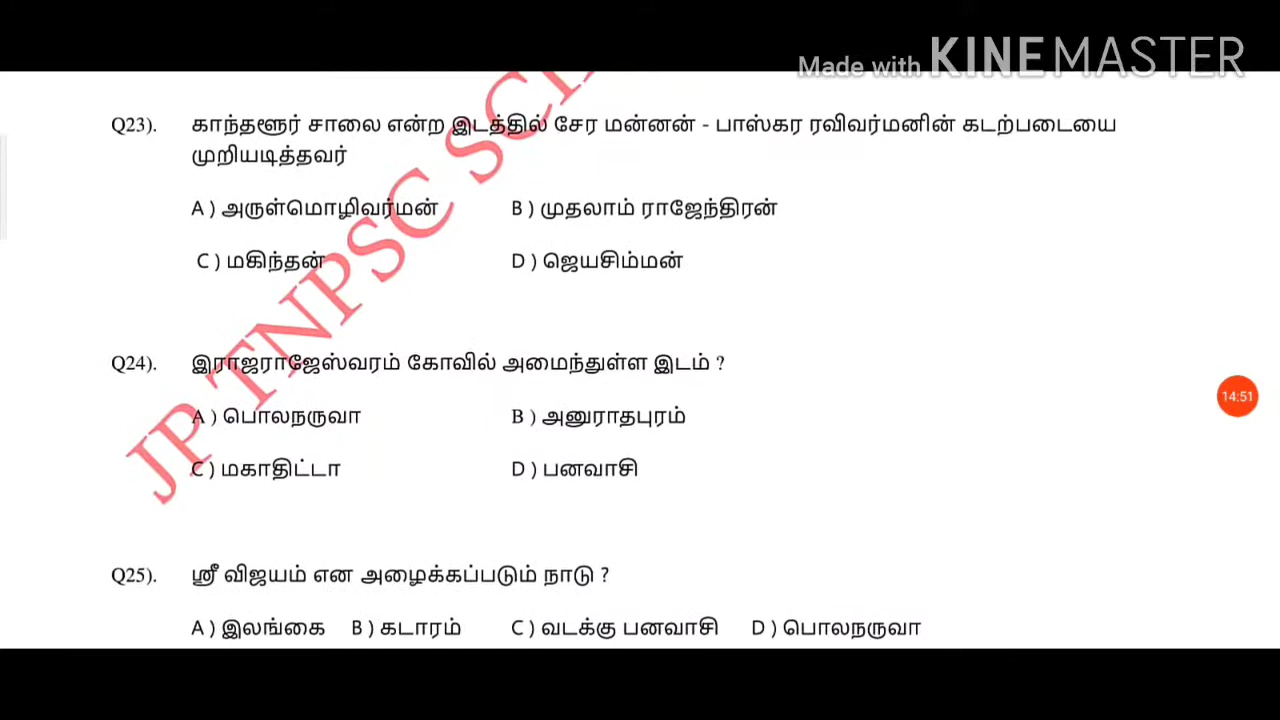 Made with KINEMASTER
Q23). காந்தளூர் சாலை என்ற இடத்தில் சேர மன்னன் - பாஸ்கர ரவிவர்மனின் கடற்படையை
முறியடித்தவர்
A ) அருள்மொழிவர்மன் B ) முதலாம் ராஜேந்திரன்
C ) மகிந்தன் D ) ஜெயசிம்மன்
Q24). இராஜராஜேஸ்வரம் கோவில் அமைந்துள்ள இடம் ?
A ) பொலநருவா B ) அனுராதபுரம்
14:51
C ) மகாதிட்டா D ) பனவாசி
Q25). ஸ்ரீ விஜயம் என அழைக்கப்படும் நாடு ?
A ) இலங்கை B ) கடாரம் C ) வடக்கு பனவாசி D ) பொலநருவா
JP TNPSC